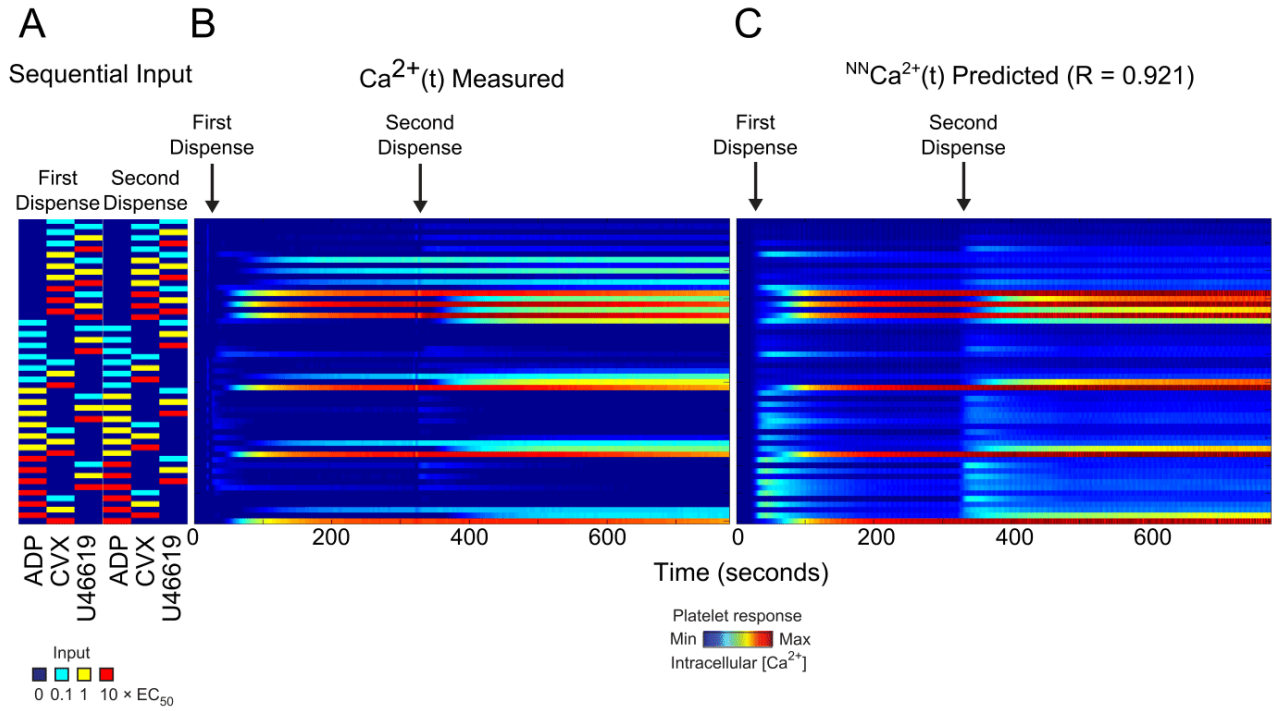 A
B
C
Sequential Input
Ca2+(t) Measured
NNCa2+(t) Predicted (R = 0.921)
First
Dispense
Second
Dispense
First
Dispense
Second
Dispense
First
Dispense
Second
Dispense
0
200
400
600
200
400
600
ADP
CVX
U46619
ADP
CVX
U46619
Time (seconds)
Platelet response
Min
Max
Intracellular [Ca2+]
Input
0 0.1 1 10 × EC50